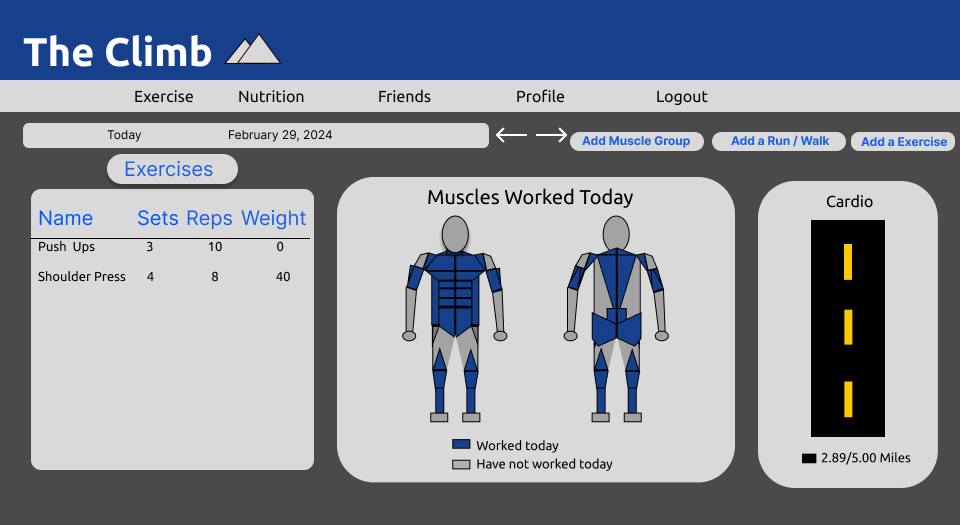 The Climb
Exercise Nutrition Friends Profile Logout
Today February 29, 2024
Add Muscle Group Add a Run / Walk Add a Exercise
Exercises
Name Sets Reps Weight
Push Ups 3 10 0
Shoulder Press 4 8 40
Muscles Worked Today
Worked today
Have not worked today
Cardio
2.89/5.00 Miles